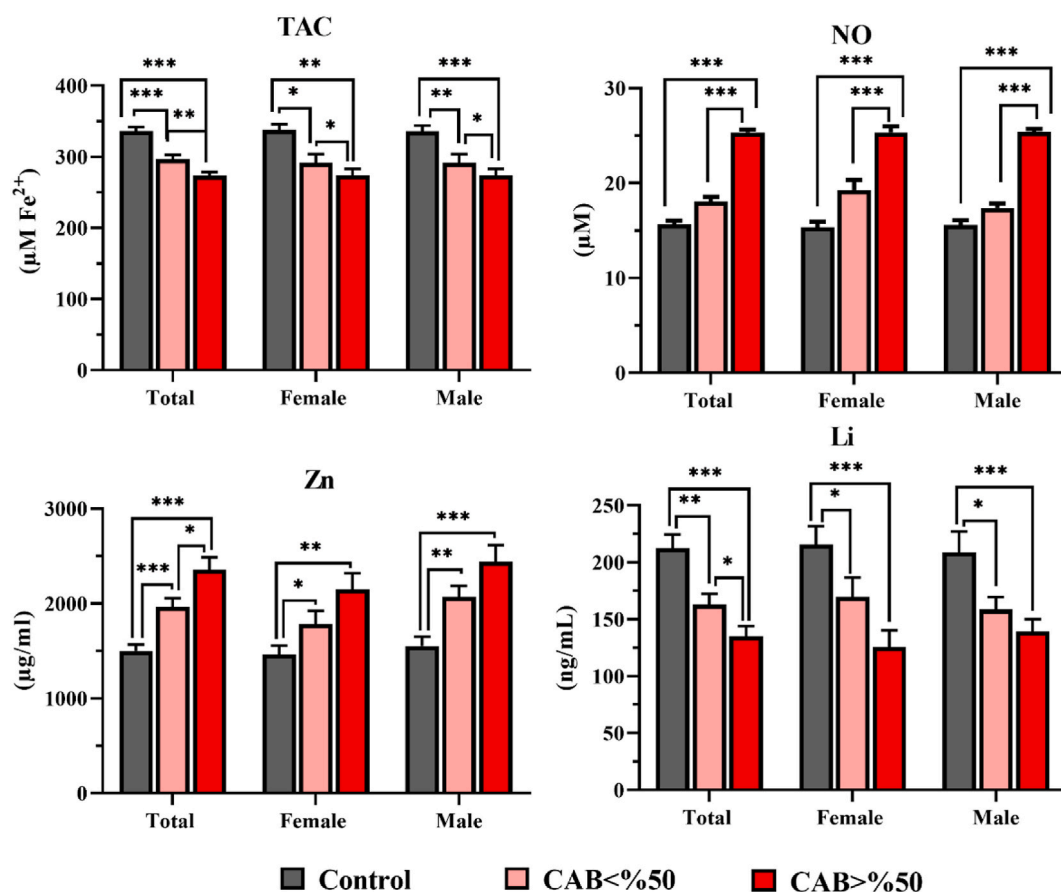 TAC
(µM Fe²⁺)
400
300
200
100
0
*** ** ***
*** ** * * ** *
Total Female Male
NO
(µM)
30
20
10
0
*** *** ***
*** *** ***
Total Female Male
Zn
(µg/ml)
3000
2000
1000
0
*** ** ***
*** * * **
Total Female Male
Li
(ng/mL)
250
200
150
100
50
0
*** *** ***
** * * *
Total Female Male
Control CAB<%50 CAB>%50